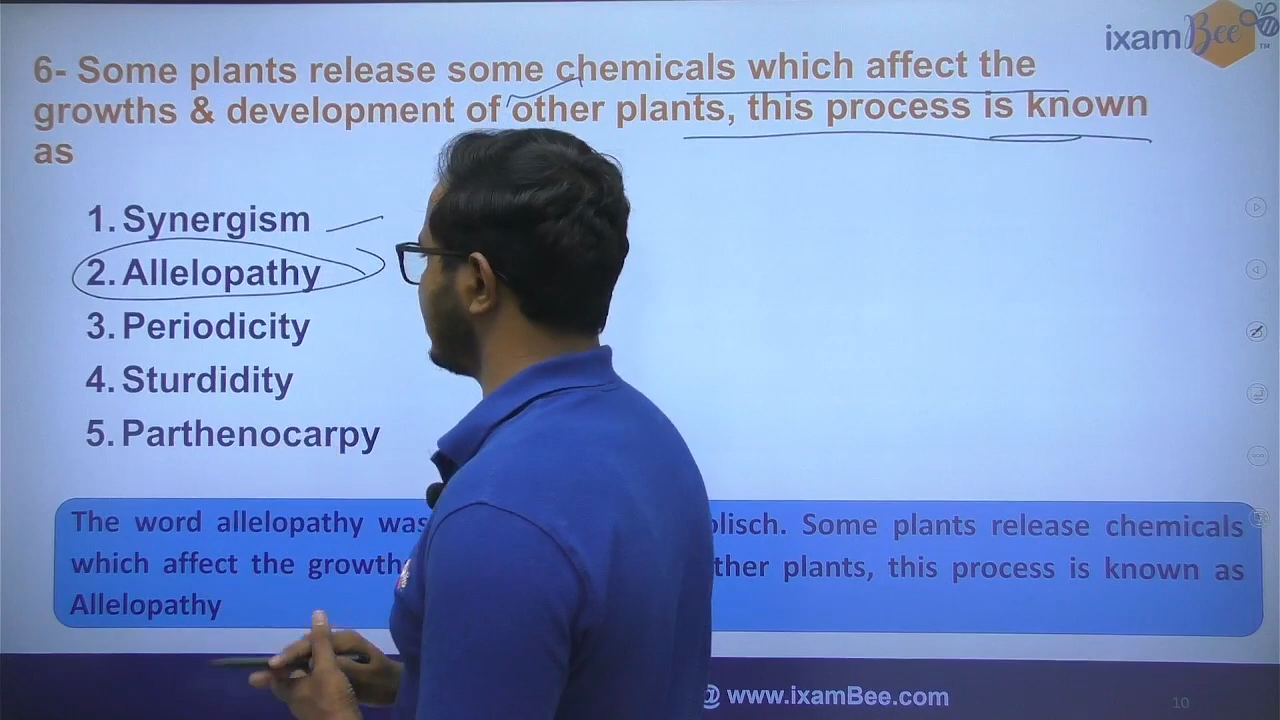 ixamBee TM
6- Some plants release some chemicals which affect the
growths & development of other plants, this process is known
as
1. Synergism
2. Allelopathy
3. Periodicity
4. Sturdidity
5. Parthenocarpy
The word allelopathy was lisch. Some plants release chemicals
which affect the growth ther plants, this process is known as
Allelopathy
@ www.ixamBee.com
10